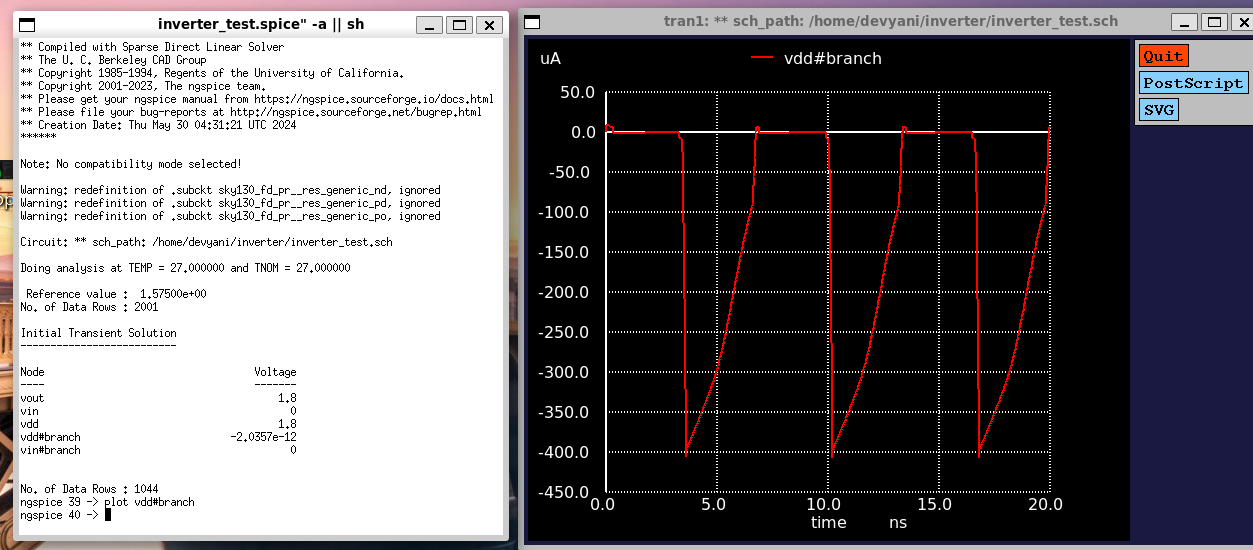 inverter_test.spice" -a || sh
** Compiled with Sparse Direct Linear Solver
** The U. C. Berkeley CAD Group
** Copyright 1985-1994, Regents of the University of California.
** Copyright 2001-2023, The ngspice team.
** Please get your ngspice manual from https://ngspice.sourceforge.io/docs.html
** Please file your bug-reports at http://ngspice.sourceforge.net/bugrep.html
** Creation Date: Thu May 30 04:31:21 UTC 2024
******
Note: No compatibility mode selected!
Warning: redefinition of .subckt sky130_fd_pr__res_generic_nd, ignored
Warning: redefinition of .subckt sky130_fd_pr__res_generic_pd, ignored
Warning: redefinition of .subckt sky130_fd_pr__res_generic_po, ignored
Circuit: ** sch_path: /home/devyani/inverter/inverter_test.sch
Doing analysis at TEMP = 27.000000 and TNOM = 27.000000
Reference value : 1.57500e+00
No. of Data Rows : 2001
Initial Transient Solution
--------------------------
Node Voltage
---- -------
vout 1.8
vin 0
vdd 1.8
vdd#branch -2.0357e-12
vin#branch 0
No. of Data Rows : 1044
ngspice 39 -> plot vdd#branch
ngspice 40 ->
tran1: ** sch_path: /home/devyani/inverter/inverter_test.sch
uA
vdd#branch
Quit
PostScript
SVG
50.0
0.0
-50.0
-100.0
-150.0
-200.0
-250.0
-300.0
-350.0
-400.0
-450.0
0.0 5.0 10.0 15.0 20.0
time ns